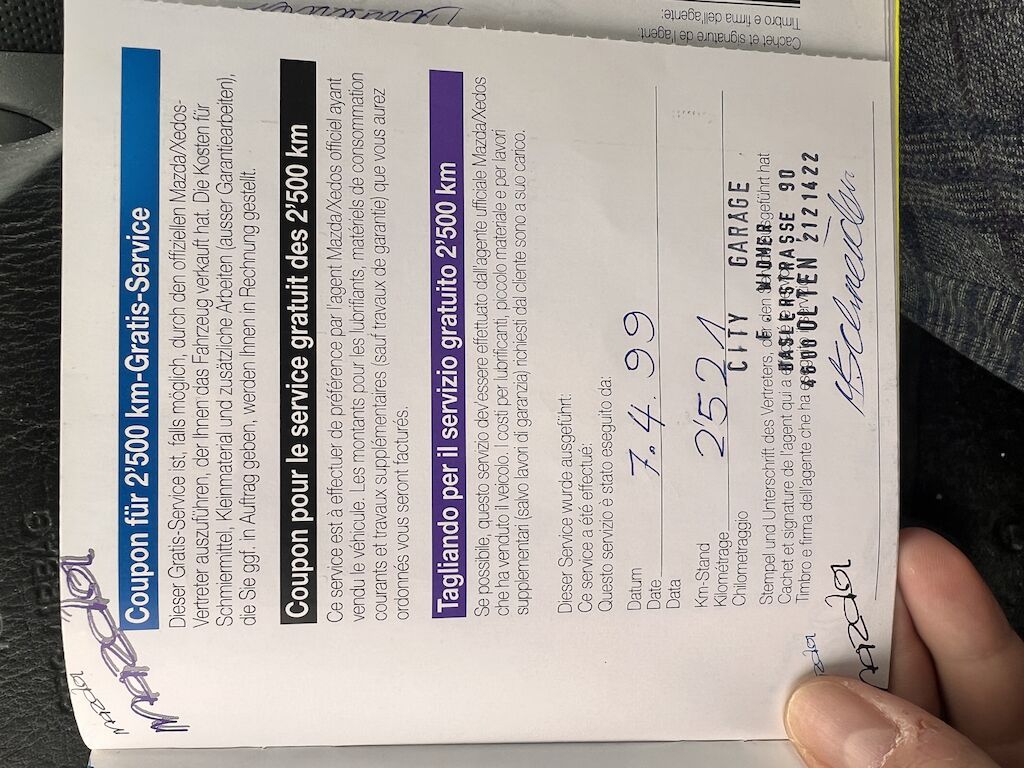 mazda
mazda
Coupon für 2'500 km-Gratis-Service
Dieser Gratis-Service ist, falls möglich, durch den offiziellen Mazda/Xedos-
Vertreter auszuführen, der Ihnen das Fahrzeug verkauft hat. Die Kosten für
Schmiermittel, Kleinmaterial und zusätzliche Arbeiten (ausser Garantiearbeiten),
die Sie ggf. in Auftrag geben, werden Ihnen in Rechnung gestellt.
Coupon pour le service gratuit des 2'500 km
Ce service est à effectuer de préférence par l'agent Mazda/Xedos officiel ayant
vendu le véhicule. Les montants pour les lubrifiants, matériels de consommation
courants et travaux supplémentaires (sauf travaux de garantie) que vous aurez
ordonnés vous seront facturés.
Tagliando per il servizio gratuito 2'500 km
Se possibile, questo servizio dev'essere effettuato dall'agente ufficiale Mazda/Xedos
che ha venduto il veicolo. I costi per lubrificanti, piccolo materiale e per lavori
supplementari (salvo lavori di garanzia) richiesti dal cliente sono a suo carico.
Dieser Service wurde ausgeführt:
Ce service a été effectué:
Questo servizio è stato eseguito da:
Datum
Date 7.4.99
Data
Km-Stand
Kilométrage 2'521
Chilometraggio
CITY GARAGE
Stempel und Unterschrift des Vertreters, der den Service ausgeführt hat
Cachet et signature de l'agent qui a
BASLERSTRASSE 90
Timbro e firma dell'agente che ha
4600 OLTEN 2121422
mazda
Cachet et signature de l'agent:
Timbro e firma dell'agente: